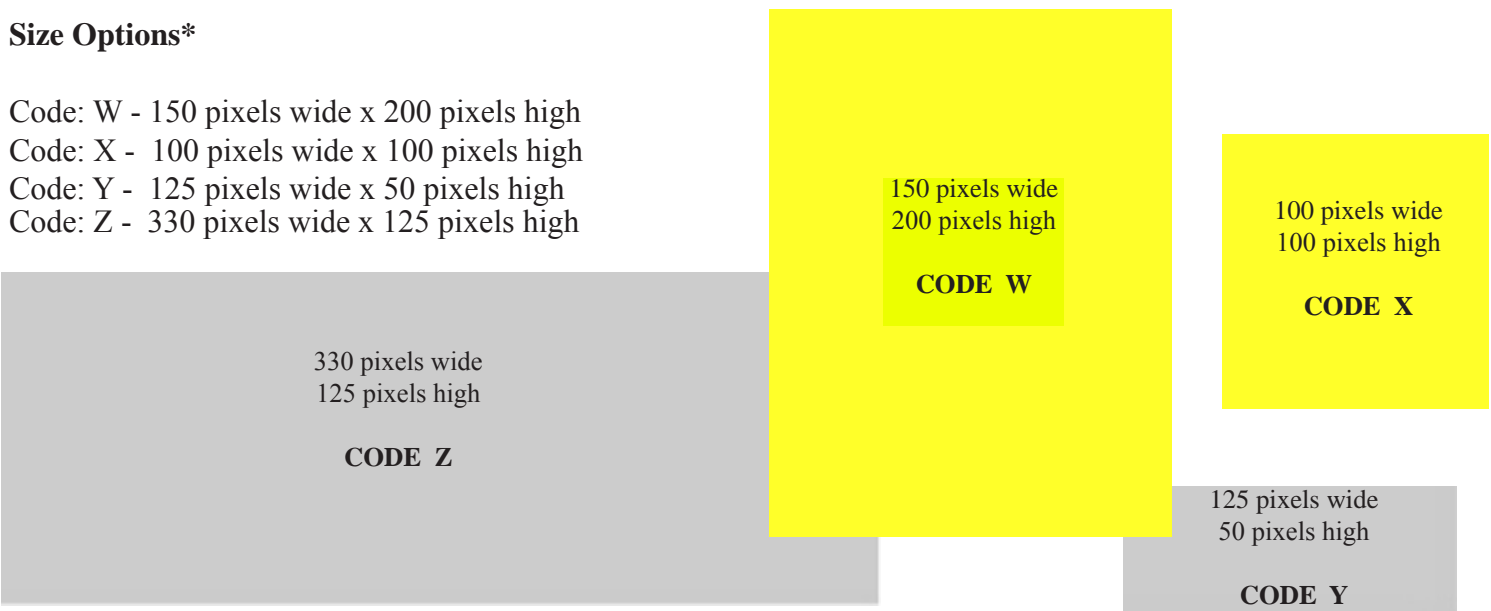 Size Options*
Code: W - 150 pixels wide x 200 pixels high
Code: X -  100 pixels wide x 100 pixels high
Code: Y -  125 pixels wide x 50 pixels high
Code: Z -  330 pixels wide x 125 pixels high
150 pixels wide
200 pixels high
CODE  W
100 pixels wide
100 pixels high
CODE  X
330 pixels wide
125 pixels high
CODE  Z
125 pixels wide
50 pixels high
CODE  Y